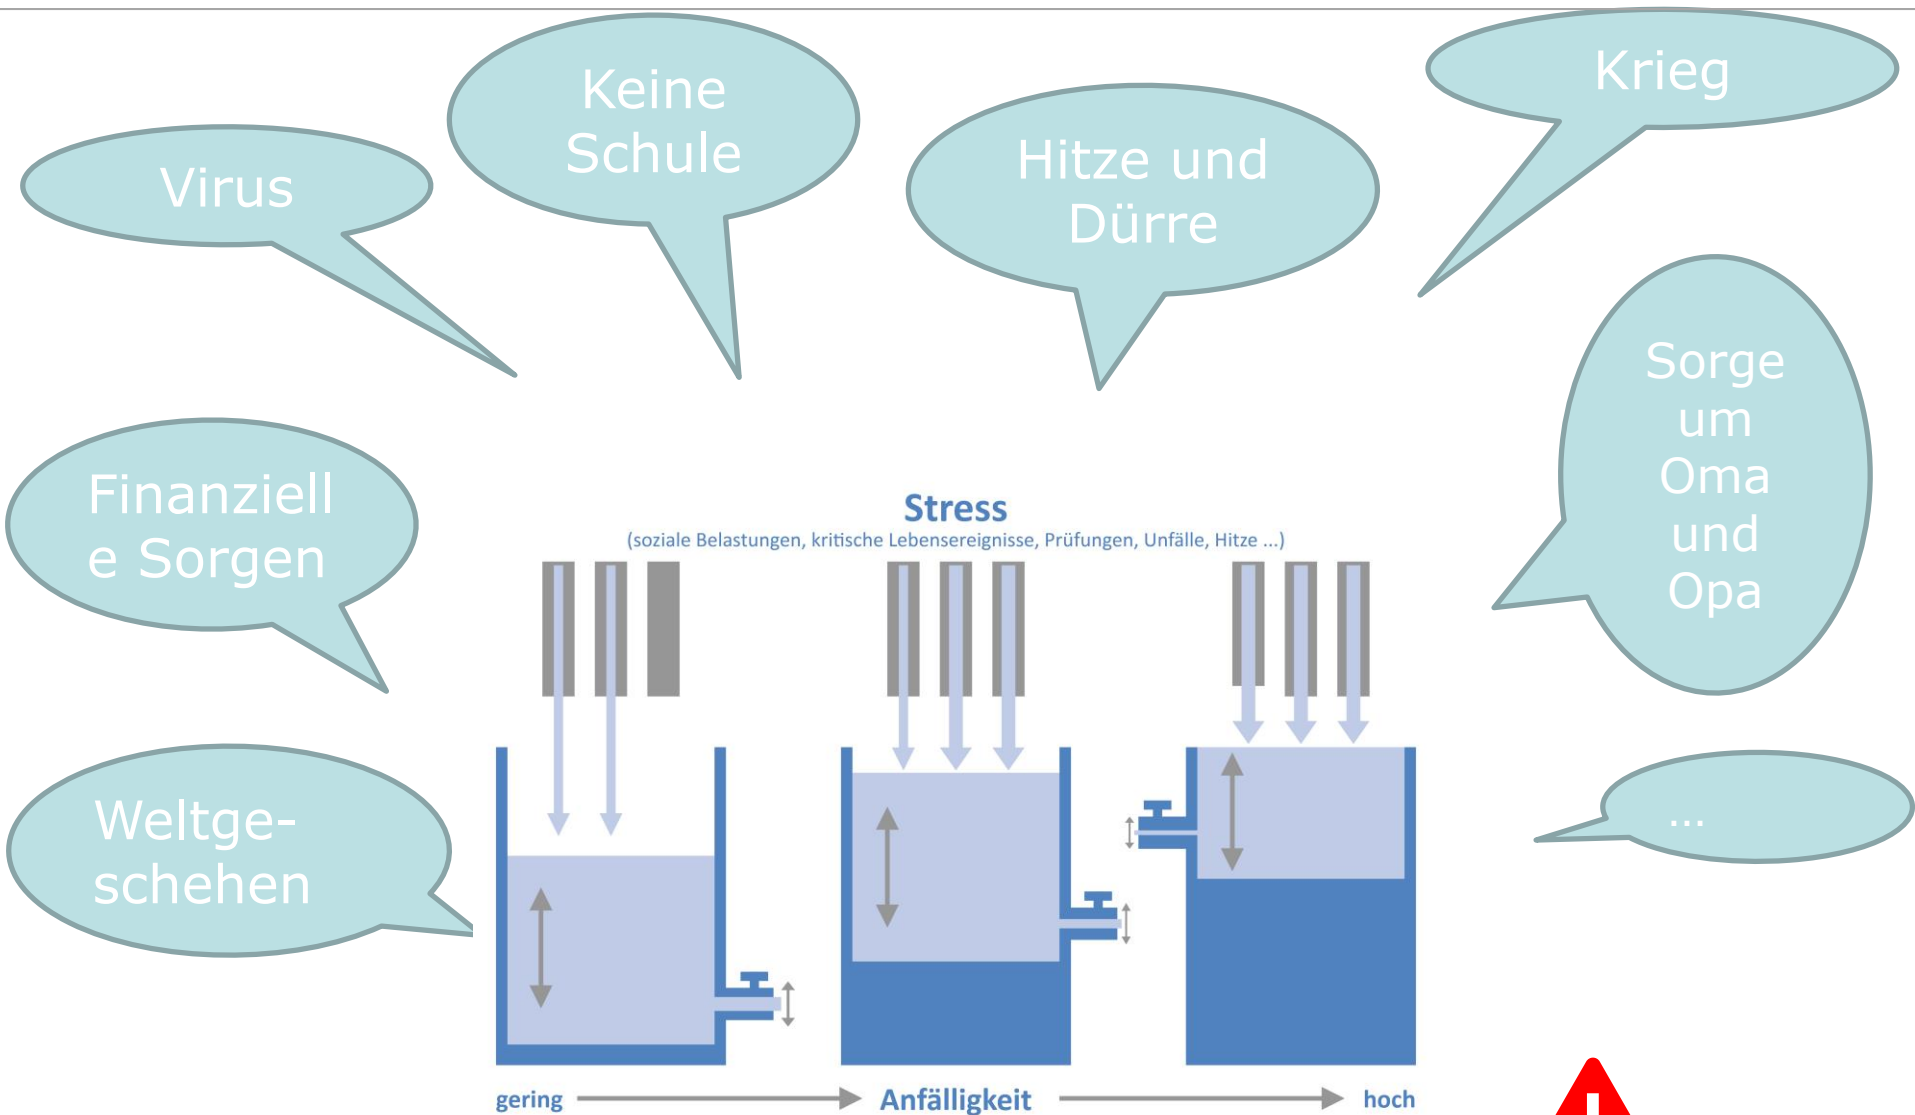 Keine
Schule
Krieg
Virus
Hitze und
Dürre
Sorge
um
Oma
und
Opa
Finanziell
e Sorgen
Stress
(soziale Belastungen, kritische Lebensereignisse, Prüfungen, Unfälle, Hitze ...)
Weltge-
schehen
...
gering
Anfälligkeit
hoch